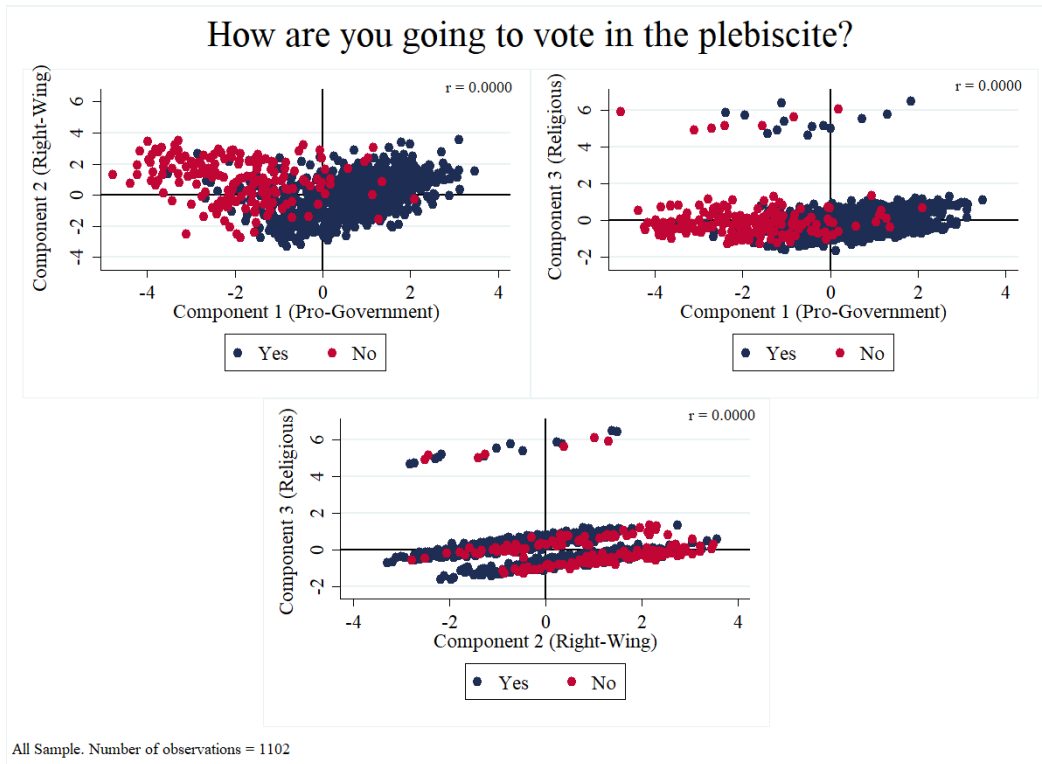 How are you going to vote in the plebiscite?
r = 0.0000
Component 2 (Right-Wing)
6
4
2
0
-2
-4
-4 -2 0 2 4
Component 1 (Pro-Government)
Yes No
r = 0.0000
Component 3 (Religious)
6
4
2
0
-2
-4 -2 0 2 4
Component 1 (Pro-Government)
Yes No
r = 0.0000
Component 3 (Religious)
6
4
2
0
-2
-4 -2 0 2 4
Component 2 (Right-Wing)
Yes No
All Sample. Number of observations = 1102